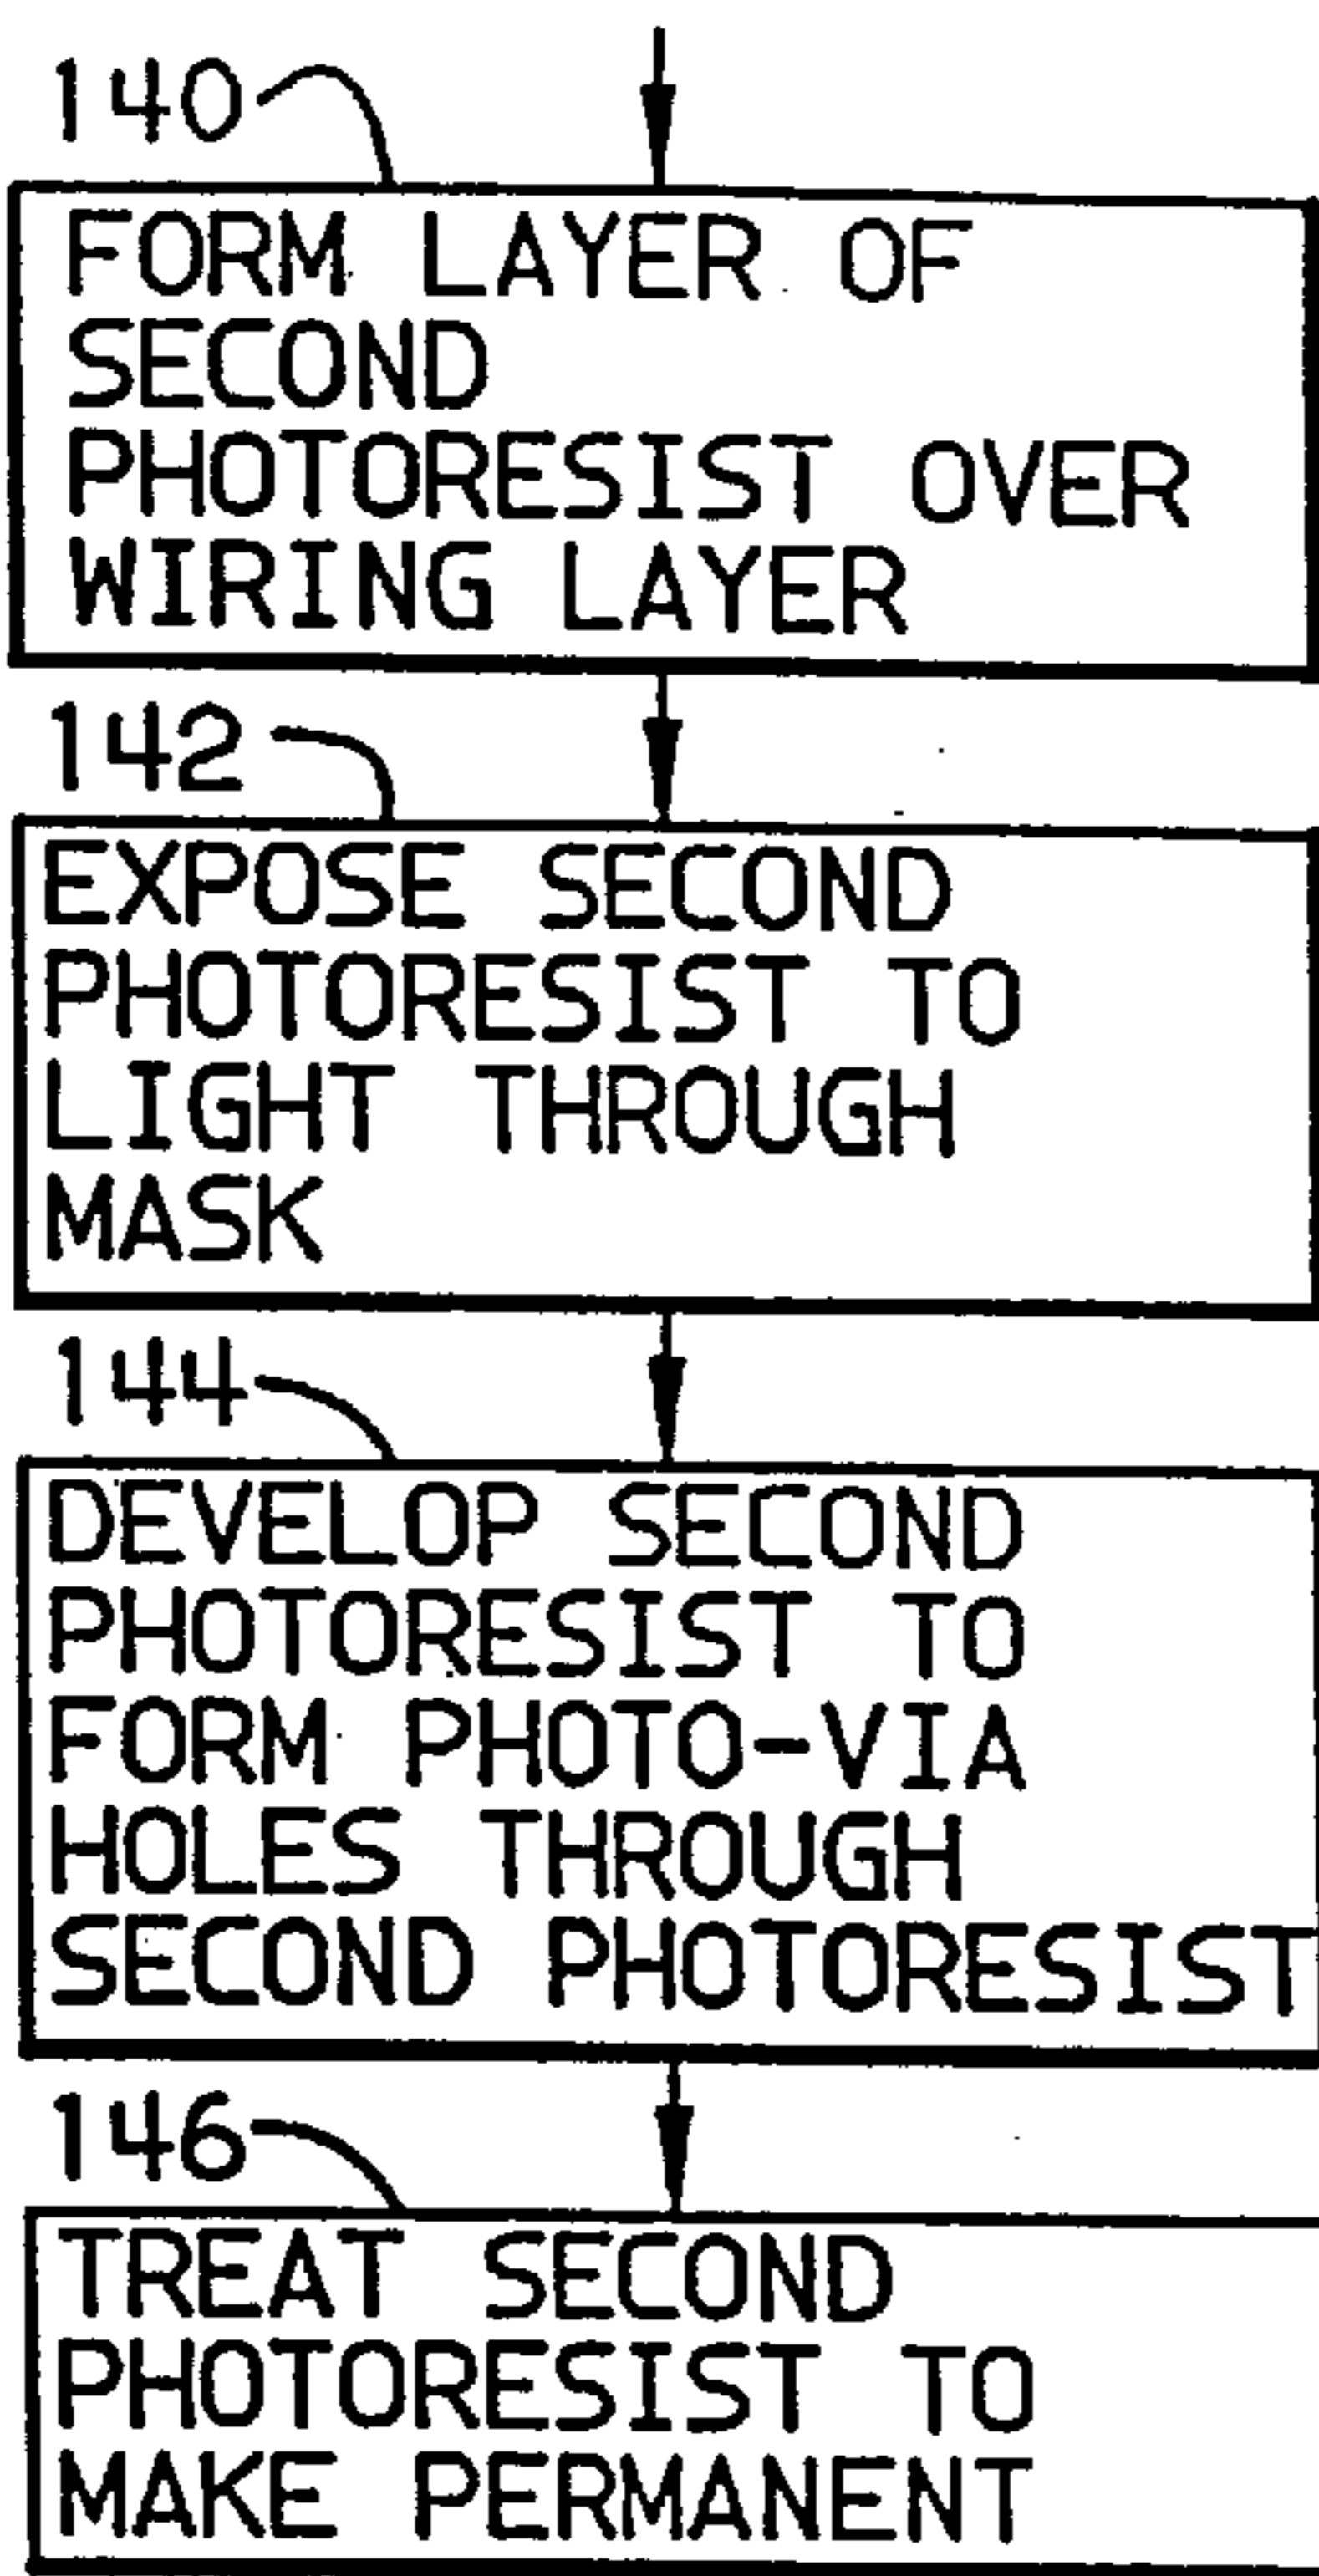 140
FORM LAYER OF
SECOND
PHOTORESIST OVER
WIRING LAYER
142
EXPOSE SECOND
PHOTORESIST TO
LIGHT THROUGH
MASK
144
DEVELOP SECOND
PHOTORESIST TO
FORM PHOTO-VIA
HOLES THROUGH
SECOND PHOTORESIST
146
TREAT SECOND
PHOTORESIST TO
MAKE PERMANENT